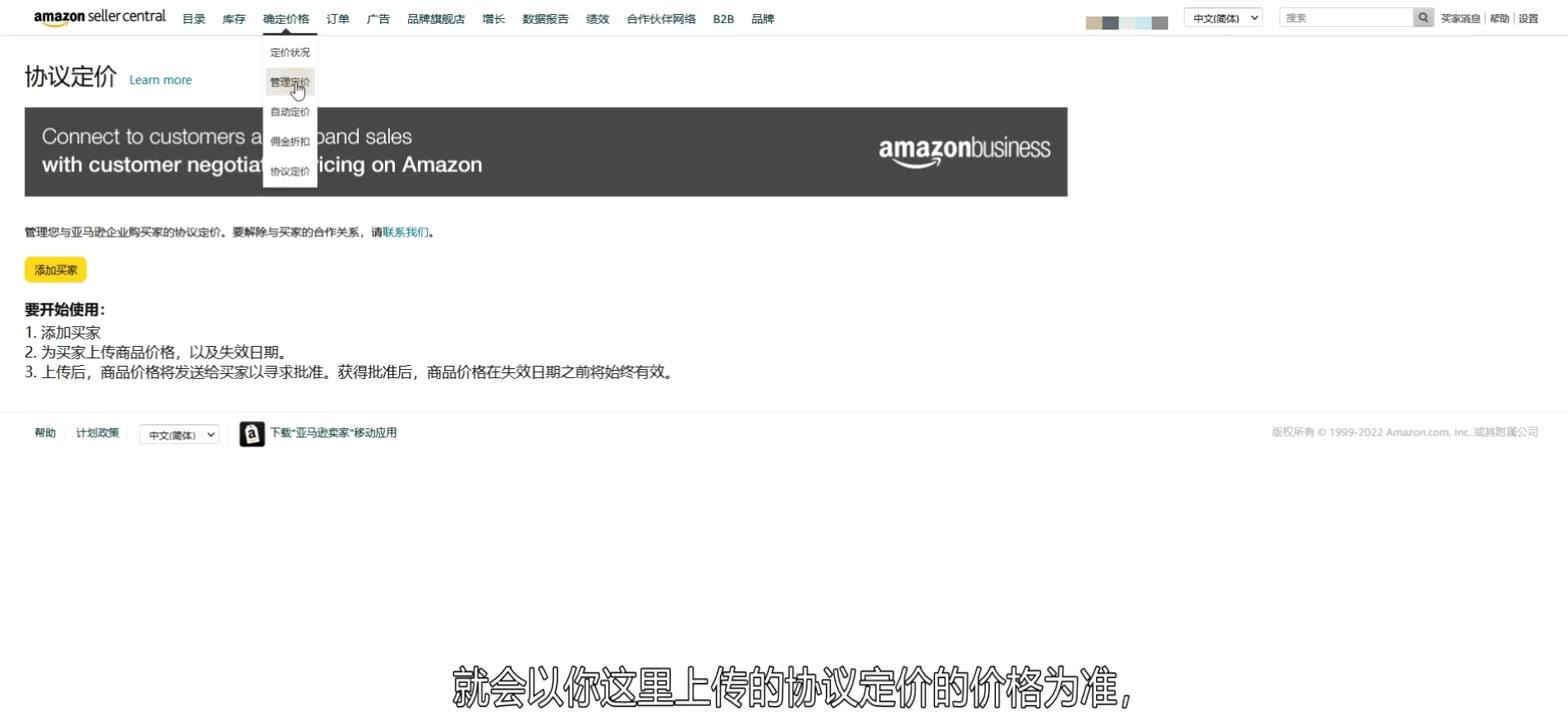 amazon seller central 目录 库存 确定价格 订单 广告 品牌旗舰店 增长 数据报告 绩效 合作伙伴网络 B2B 品牌 中文(简体) 搜索 买家消息 帮助 设置
定价状况
管理定价
自动定价
佣金折扣
协议定价
协议定价 Learn more
Connect to customers a pand sales
with customer negotiat icing on Amazon
amazonbusiness
管理您与亚马逊企业购买家的协议定价。要解除与买家的合作关系，请联系我们。
添加买家
要开始使用：
1. 添加买家
2. 为买家上传商品价格，以及失效日期。
3. 上传后，商品价格将发送给买家以寻求批准。获得批准后，商品价格在失效日期之前将始终有效。
帮助 计划政策 中文(简体) a 下载“亚马逊卖家”移动应用 版权所有 © 1999-2022 Amazon.com, Inc. 或其附属公司
就会以你这里上传的协议定价的价格为准，